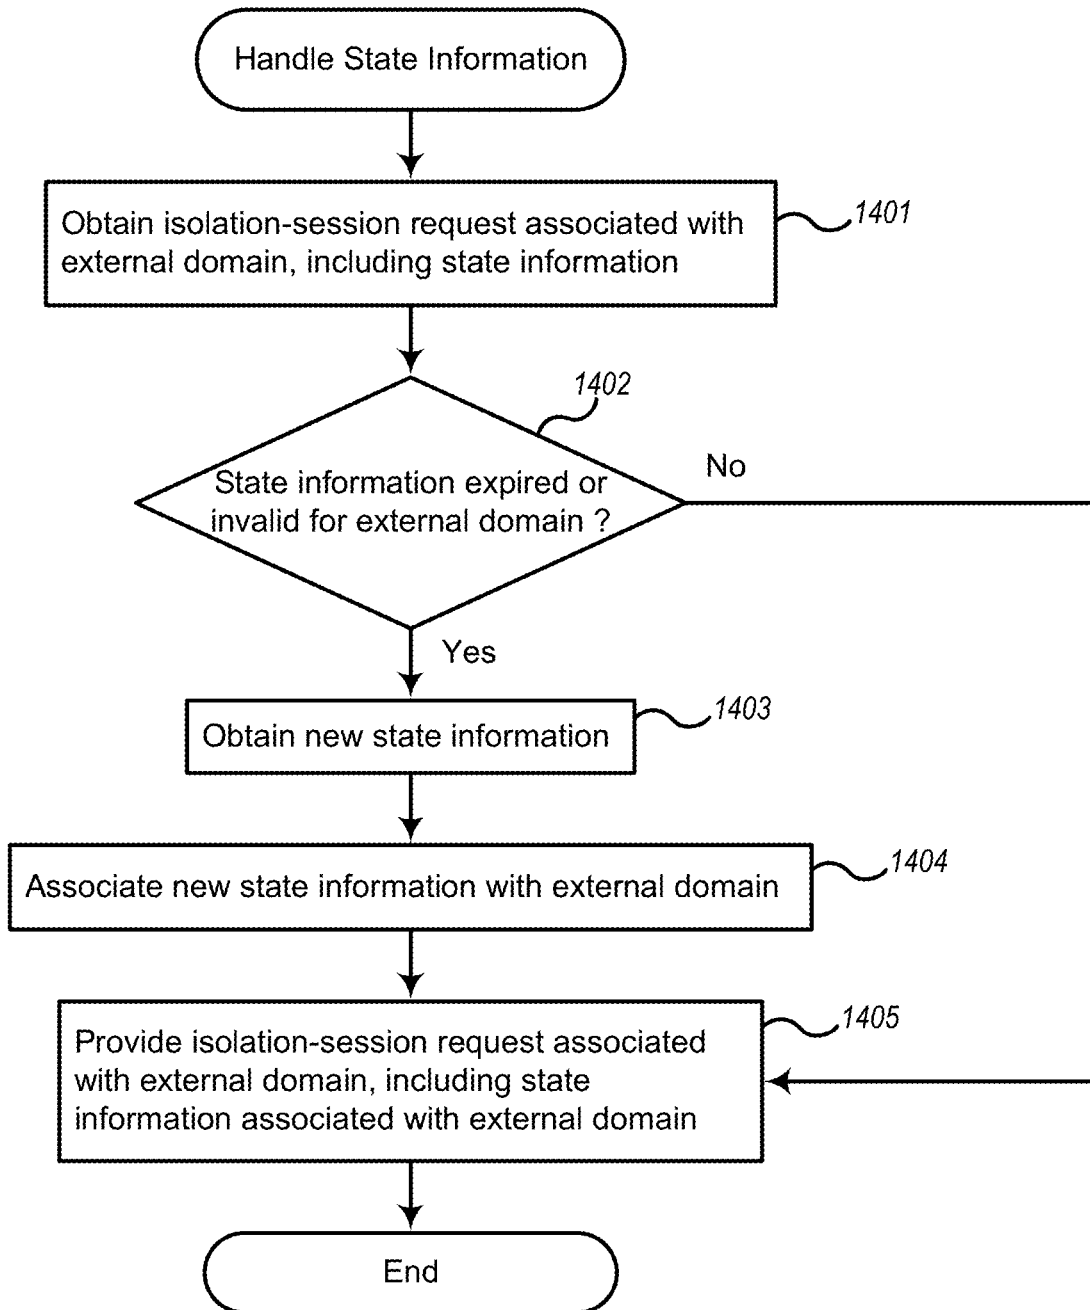 Handle State Information
Obtain isolation-session request associated with
external domain, including state information
1401
1402
State information expired or
invalid for external domain ?
No
Yes
Obtain new state information
1403
Associate new state information with external domain
1404
Provide isolation-session request associated
with external domain, including state
information associated with external domain
1405
End